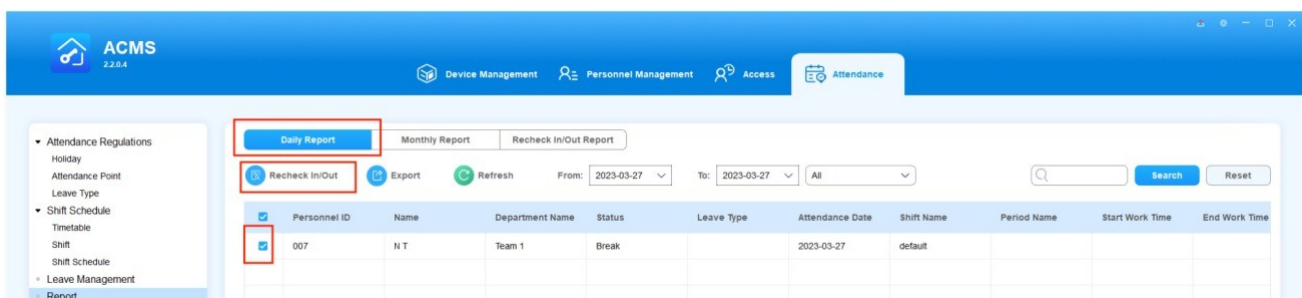 ACMS
2.2.0.4
Device Management Personnel Management Access Attendance
Attendance Regulations
Holiday
Attendance Point
Leave Type
Shift Schedule
Timetable
Shift
Shift Schedule
Leave Management
Report
Daily Report Monthly Report Recheck In/Out Report
Recheck In/Out Export Refresh From: 2023-03-27 To: 2023-03-27 All Search Reset
Personnel ID Name Department Name Status Leave Type Attendance Date Shift Name Period Name Start Work Time End Work Time
007 N T Team 1 Break 2023-03-27 default